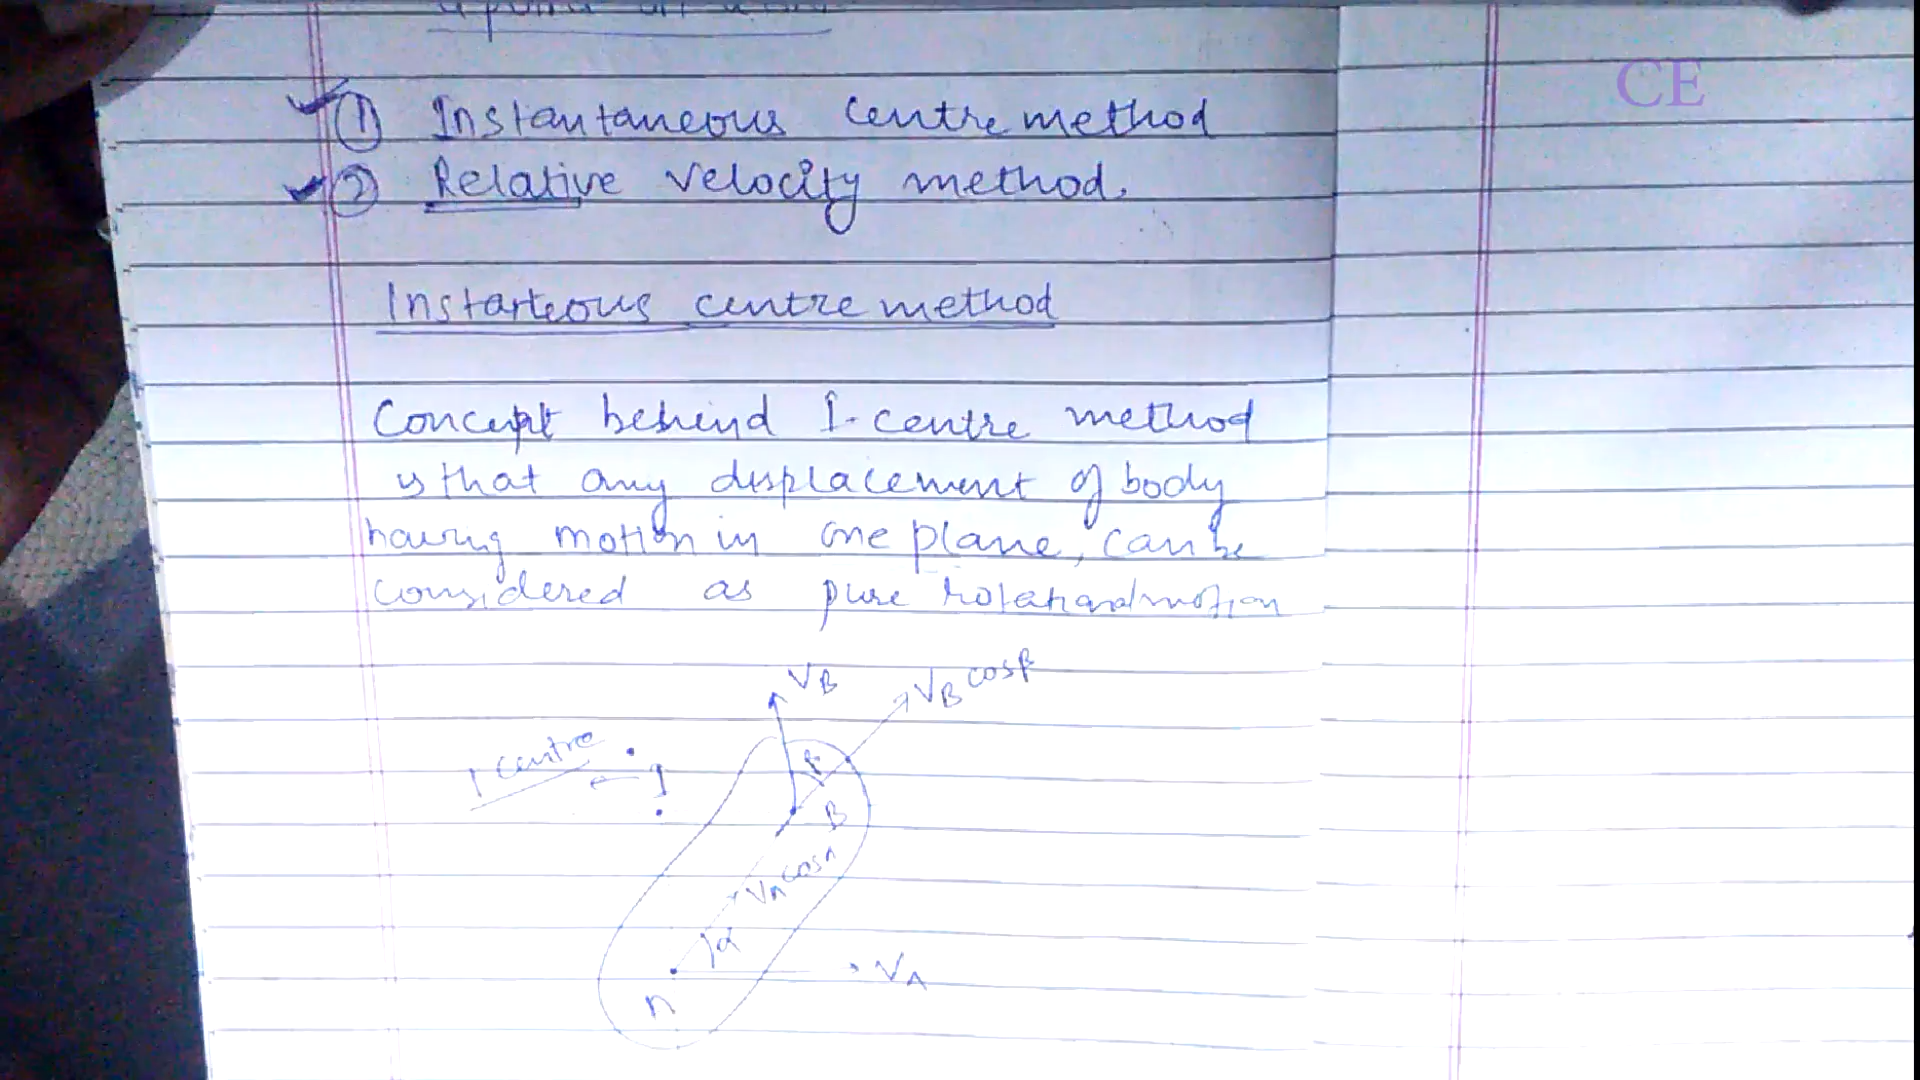 CE
① Instantaneous centre method
② Relative velocity method.
Instarteous centre method
Concept behind I-centre method
is that any displacement of body
having motion in one plane, can be
considered as pure rotational motion
VB
VB cosβ
I centre
I
β
B
VA cosα
α
VA
A